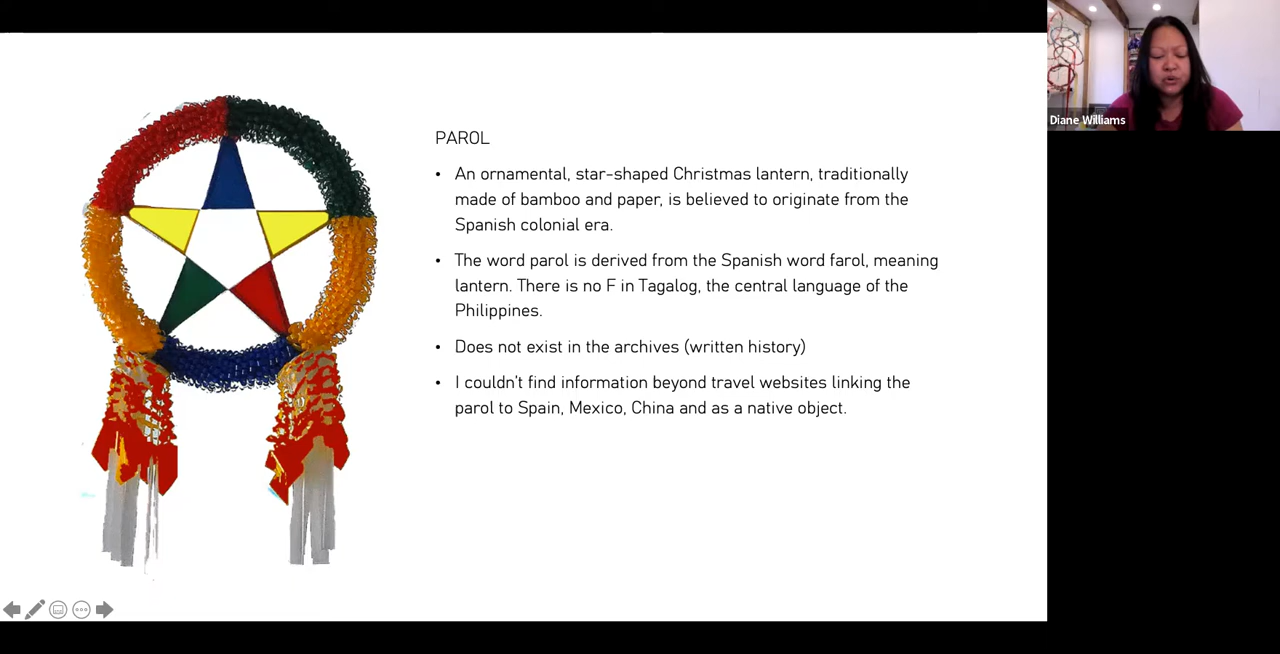 PAROL
• An ornamental, star-shaped Christmas lantern, traditionally
made of bamboo and paper, is believed to originate from the
Spanish colonial era.
• The word parol is derived from the Spanish word farol, meaning
lantern. There is no F in Tagalog, the central language of the
Philippines.
• Does not exist in the archives (written history)
• I couldn't find information beyond travel websites linking the
parol to Spain, Mexico, China and as a native object.
Diane Williams